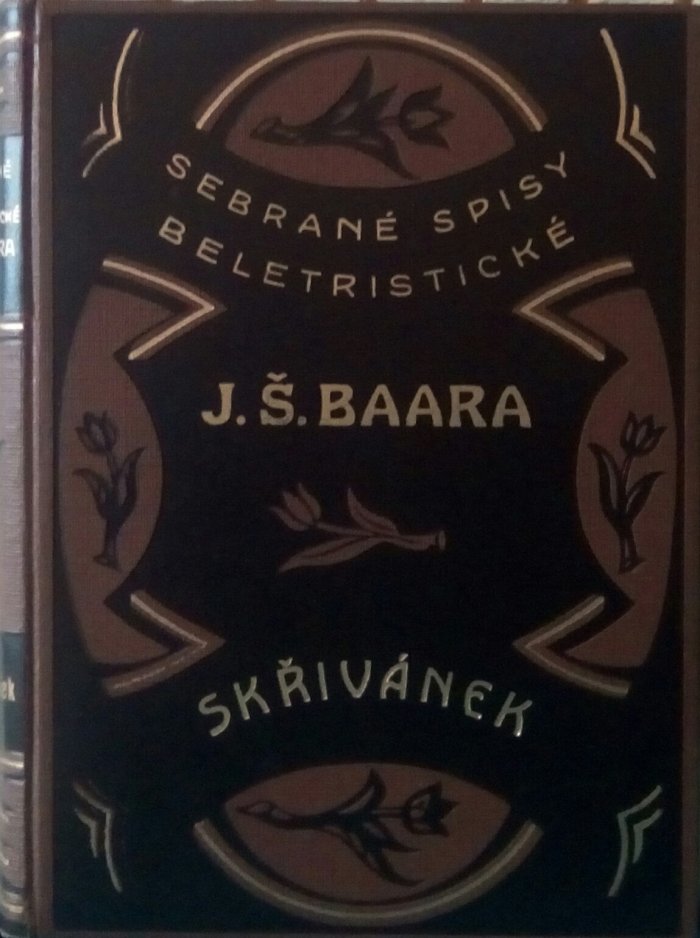 SEBRANÉ SPISY
BELETRISTICKÉ
J. Š. BAARA
SKŘIVÁNEK